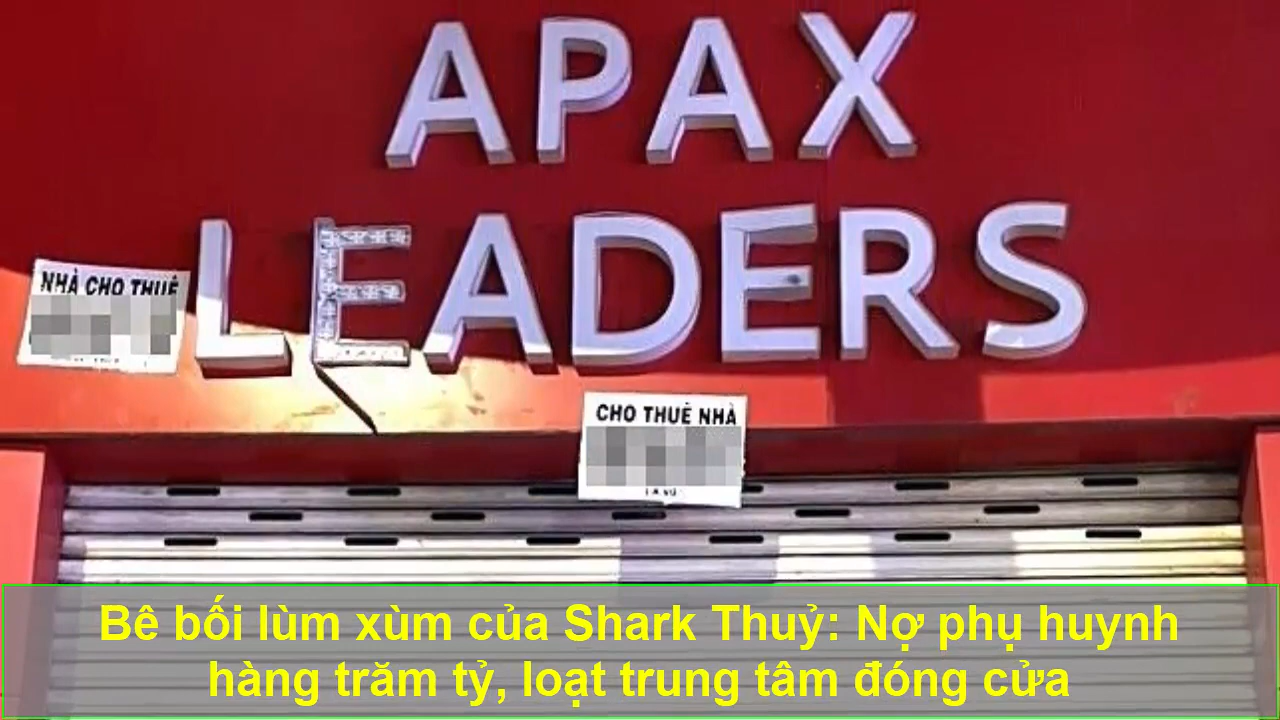 APAX
LEADERS
NHÀ CHO THUÊ
CHO THUÊ NHÀ
Bê bối lùm xùm của Shark Thuỷ: Nợ phụ huynh
hàng trăm tỷ, loạt trung tâm đóng cửa